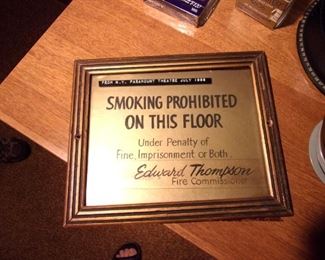 FROM N.Y. PARAMOUNT THEATRE JULY
SMOKING PROHIBITED
ON THIS FLOOR
Under Penalty of
Fine, Imprisonment or Both.
Edward Thompson
Fire Commissioner